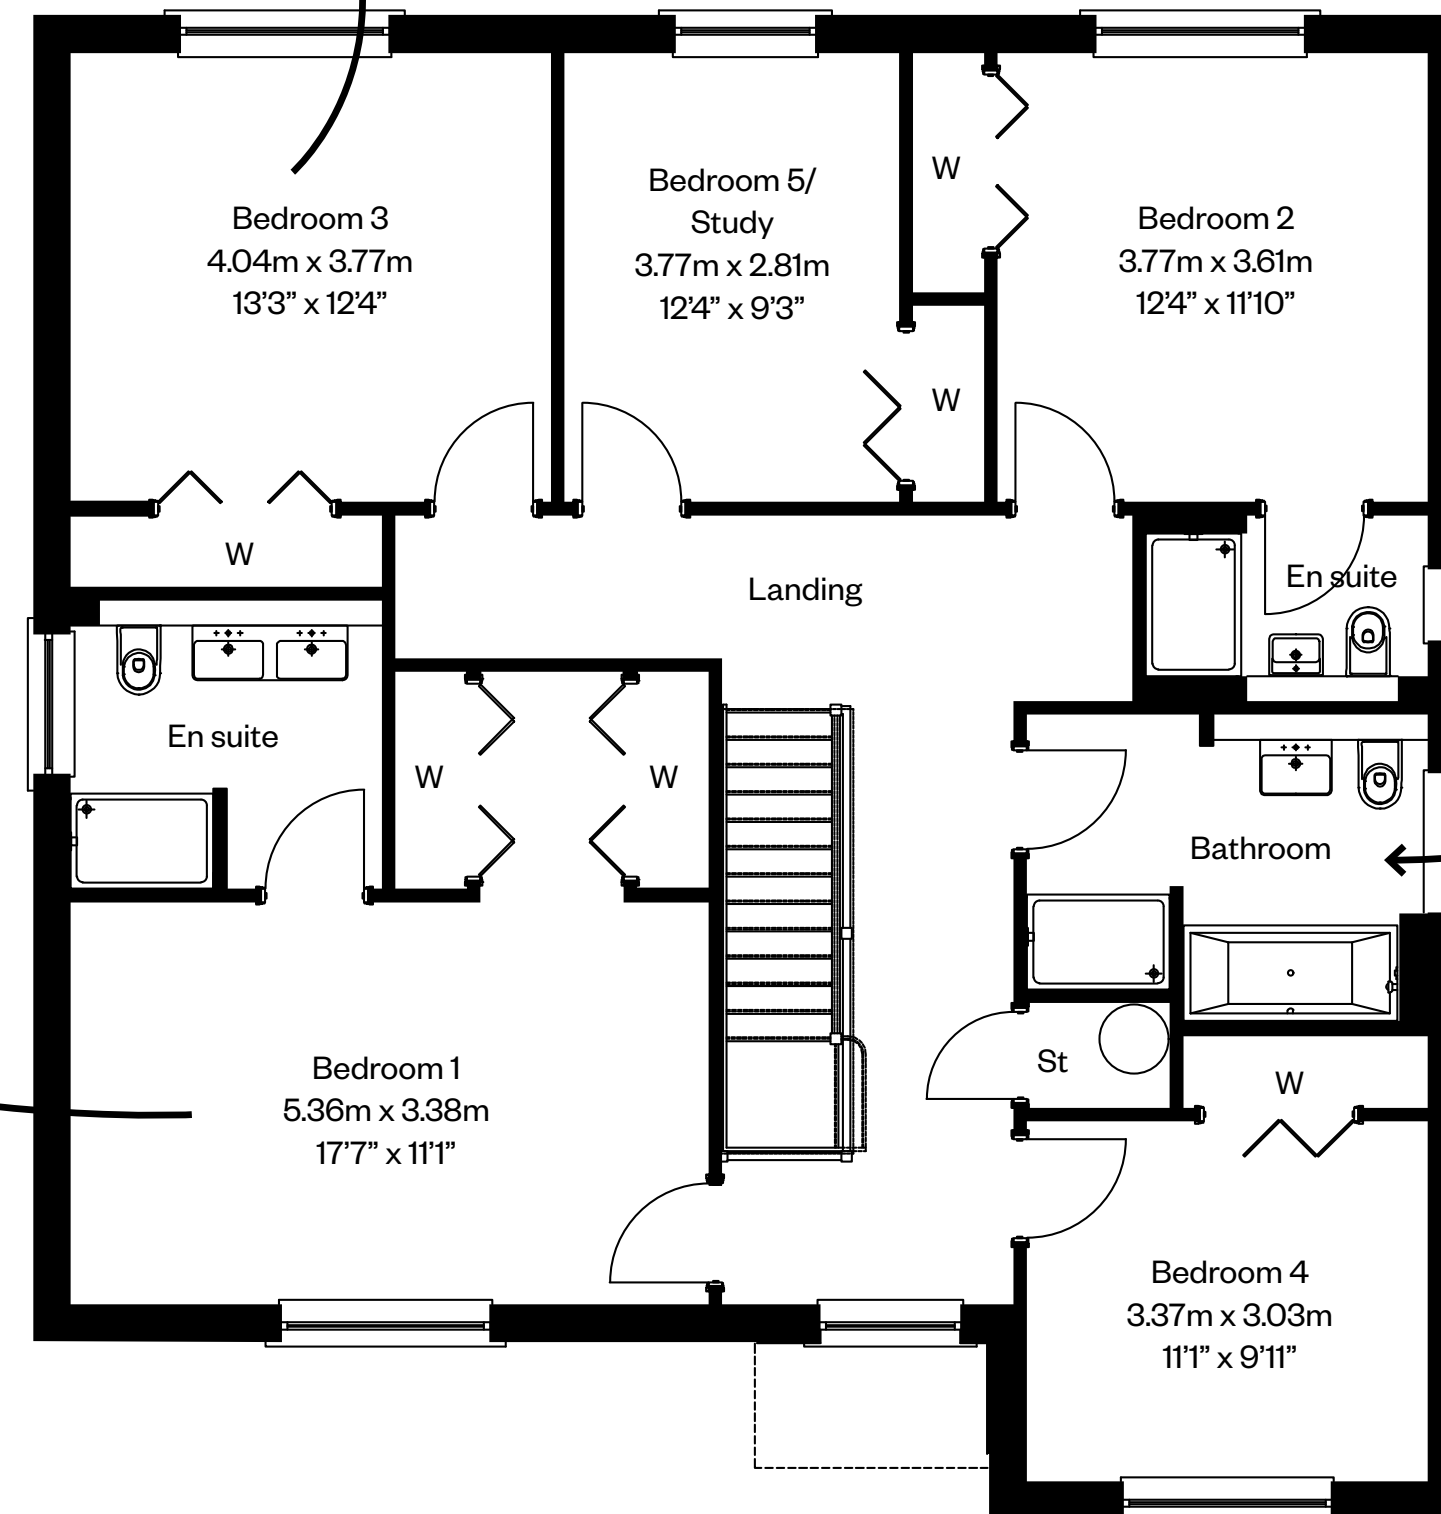 Bedroom 3
4.04m x 3.77m
13’3” x 12’4”
Bedroom 5/
Study
3.77m x 2.81m
12’4” x 9’3”
W
W
Bedroom 2
3.77m x 3.61m
12’4” x 11’10”
W
Landing
En suite
En suite
W
W
Bathroom
Bedroom 1
5.36m x 3.38m
17’7” x 11’1”
St
W
Bedroom 4
3.37m x 3.03m
11’1” x 9’11”